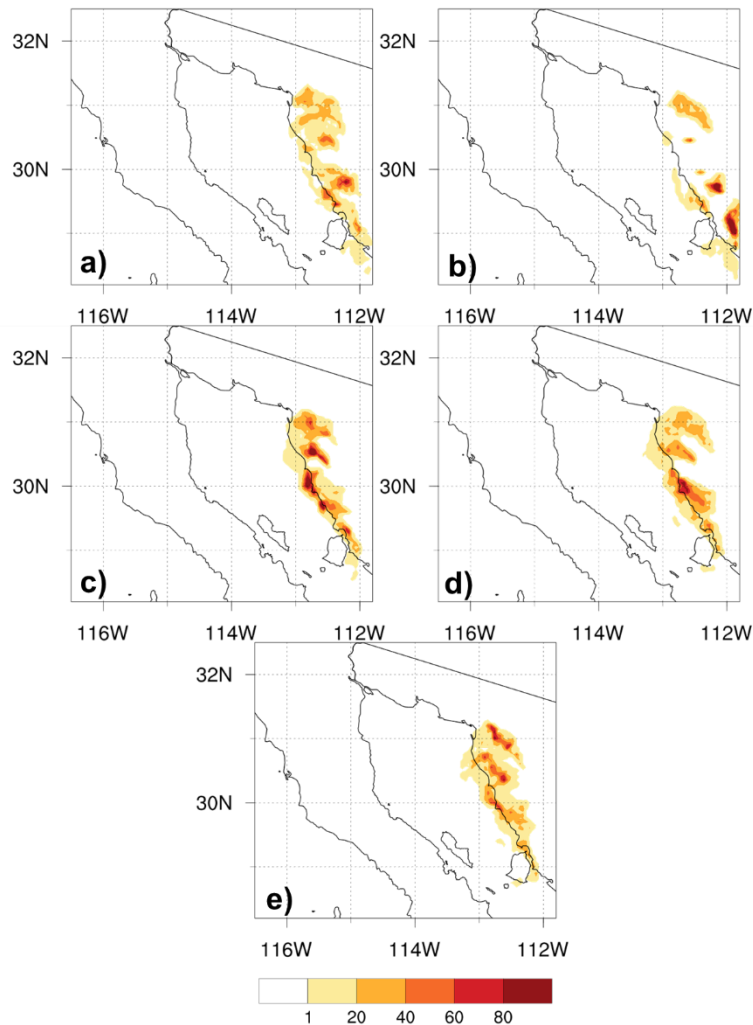 32N 32N
30N 30N
a) b)
116W 114W 112W 116W 114W 112W
32N 32N
30N 30N
c) d)
116W 114W 112W 116W 114W 112W
32N
30N
e)
116W 114W 112W
1 20 40 60 80